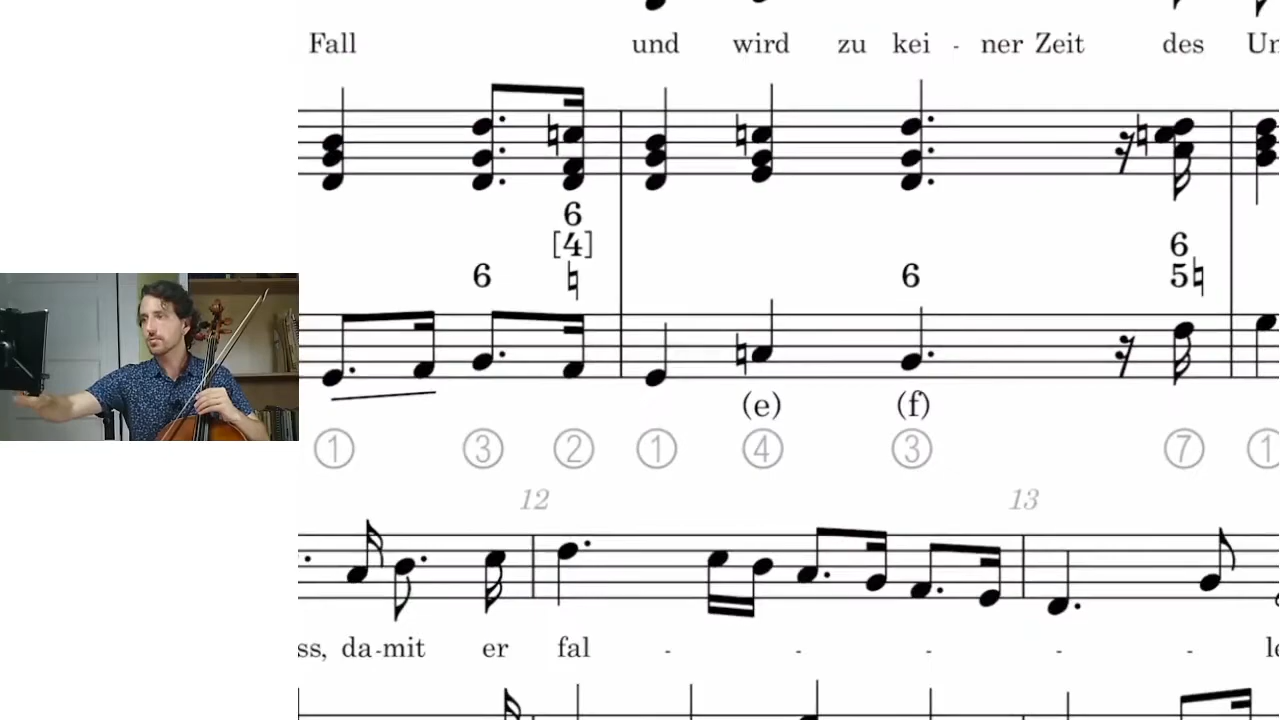 Fall und wird zu kei - ner Zeit des
6 6
[4] 6
6 ♮ 6 5♮
(e) (f)
① ③ ② ① ④ ③ ⑦ ①
12 13
ss, da-mit er fal - - - - -